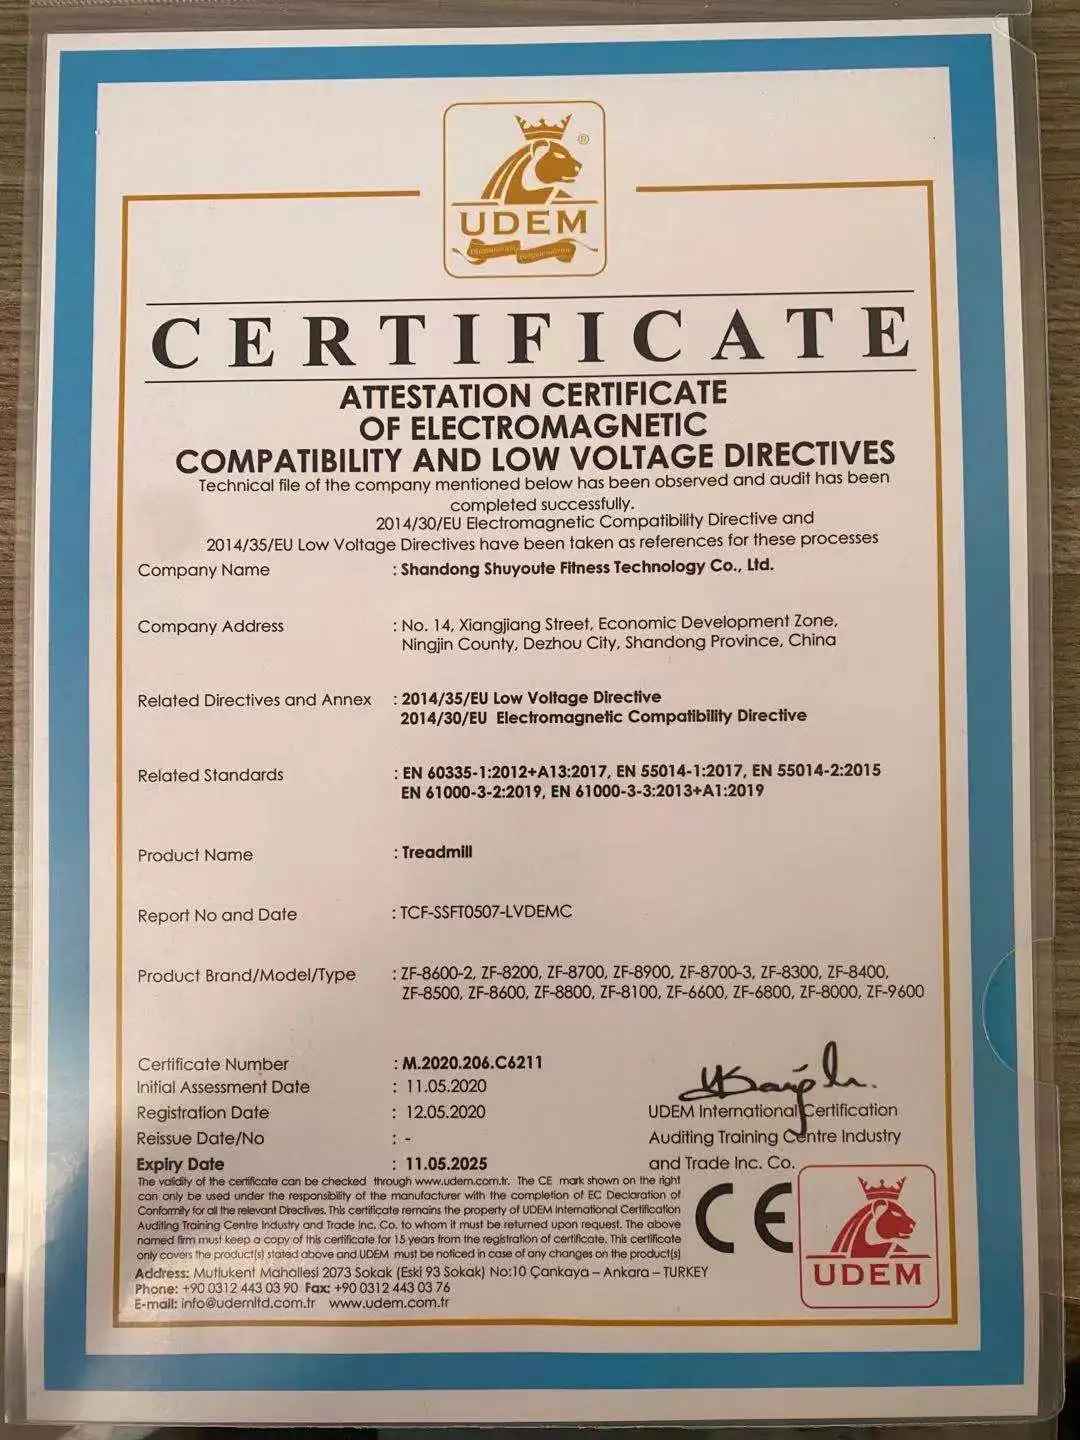 ®
UDEM
CERTIFICATE
ATTESTATION CERTIFICATE
OF ELECTROMAGNETIC
COMPATIBILITY AND LOW VOLTAGE DIRECTIVES
Technical file of the company mentioned below has been observed and audit has been
completed successfully.
2014/30/EU Electromagnetic Compatibility Directive and
2014/35/EU Low Voltage Directives have been taken as references for these processes
Company Name : Shandong Shuyoute Fitness Technology Co., Ltd.
Company Address : No. 14, Xiangjiang Street, Economic Development Zone,
Ningjin County, Dezhou City, Shandong Province, China
Related Directives and Annex : 2014/35/EU Low Voltage Directive
2014/30/EU Electromagnetic Compatibility Directive
Related Standards : EN 60335-1:2012+A13:2017, EN 55014-1:2017, EN 55014-2:2015
EN 61000-3-2:2019, EN 61000-3-3:2013+A1:2019
Product Name : Treadmill
Report No and Date : TCF-SSFT0507-LVDEMC
Product Brand/Model/Type : ZF-8600-2, ZF-8200, ZF-8700, ZF-8900, ZF-8700-3, ZF-8300, ZF-8400,
ZF-8500, ZF-8600, ZF-8800, ZF-8100, ZF-6600, ZF-6800, ZF-8000, ZF-9600
Certificate Number : M.2020.206.C6211
Initial Assessment Date : 11.05.2020
Registration Date : 12.05.2020
Reissue Date/No : -
Expiry Date : 11.05.2025
UDEM International Certification
Auditing Training Centre Industry
and Trade Inc. Co.
The validity of the certificate can be checked through www.udem.com.tr. The CE mark shown on the right
can only be used under the responsibility of the manufacturer with the completion of EC Declaration of
Conformity for all the relevant Directives. This certificate remains the property of UDEM International Certification
Auditing Training Centre Industry and Trade Inc. Co. to whom it must be returned upon request. The above
named firm must keep a copy of this certificate for 15 years from the registration of certificate. This certificate
only covers the product(s) stated above and UDEM must be noticed in case of any changes on the product(s)
CE
UDEM
Address: Mutlukent Mahallesi 2073 Sokak (Eski 93 Sokak) No:10 Çankaya – Ankara – TURKEY
Phone: +90 0312 443 03 90 Fax: +90 0312 443 03 76
E-mail: info@udemltd.com.tr www.udem.com.tr